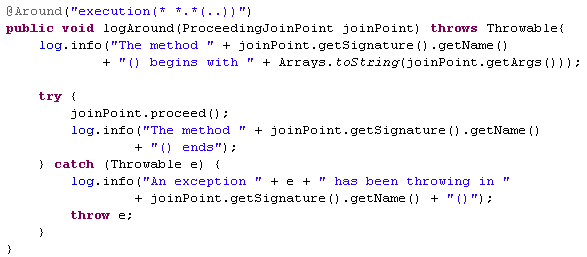 @Around("execution(* *.*(..))")
public void logAround(ProceedingJoinPoint joinPoint) throws Throwable{
    log.info("The method " + joinPoint.getSignature().getName()
            + "() begins with " + Arrays.toString(joinPoint.getArgs()));

    try {
        joinPoint.proceed();
        log.info("The method " + joinPoint.getSignature().getName()
                + "() ends");
    } catch (Throwable e) {
        log.info("An exception " + e + " has been throwing in "
                + joinPoint.getSignature().getName() + "()");
        throw e;
    }
}